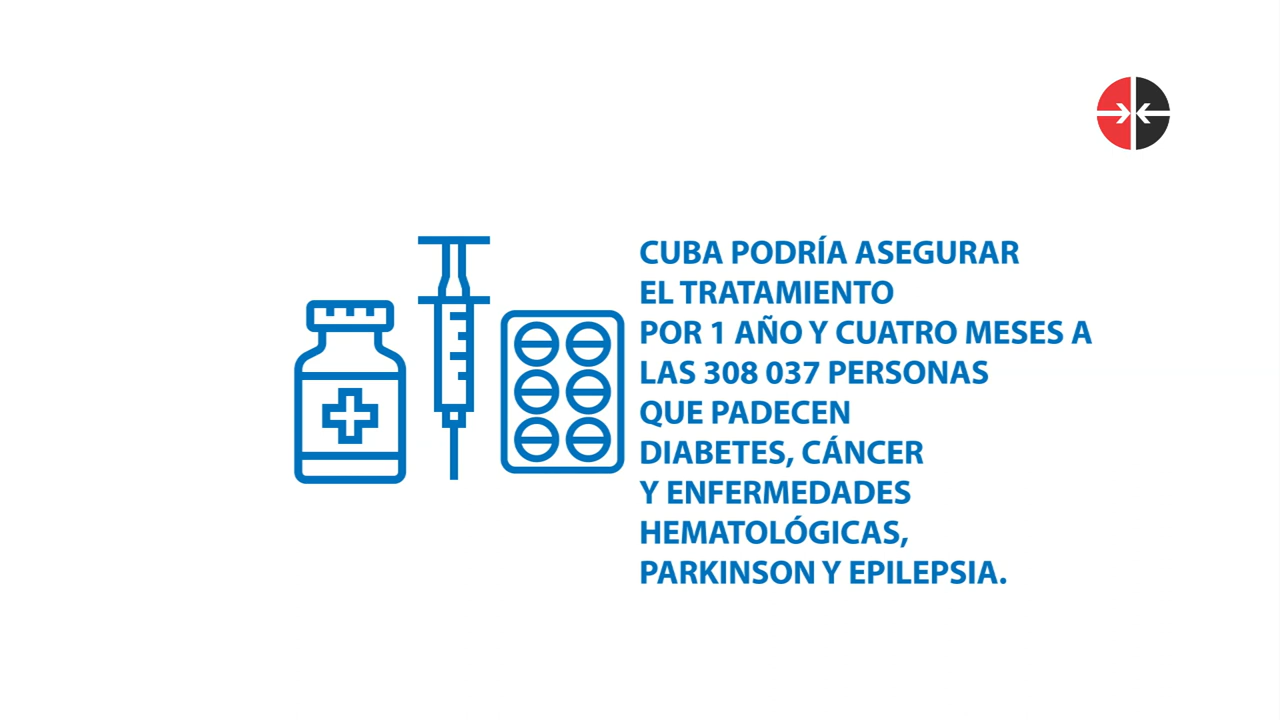 CUBA PODRÍA ASEGURAR
EL TRATAMIENTO
POR 1 AÑO Y CUATRO MESES A
LAS 308 037 PERSONAS
QUE PADECEN
DIABETES, CÁNCER
Y ENFERMEDADES
HEMATOLÓGICAS,
PARKINSON Y EPILEPSIA.